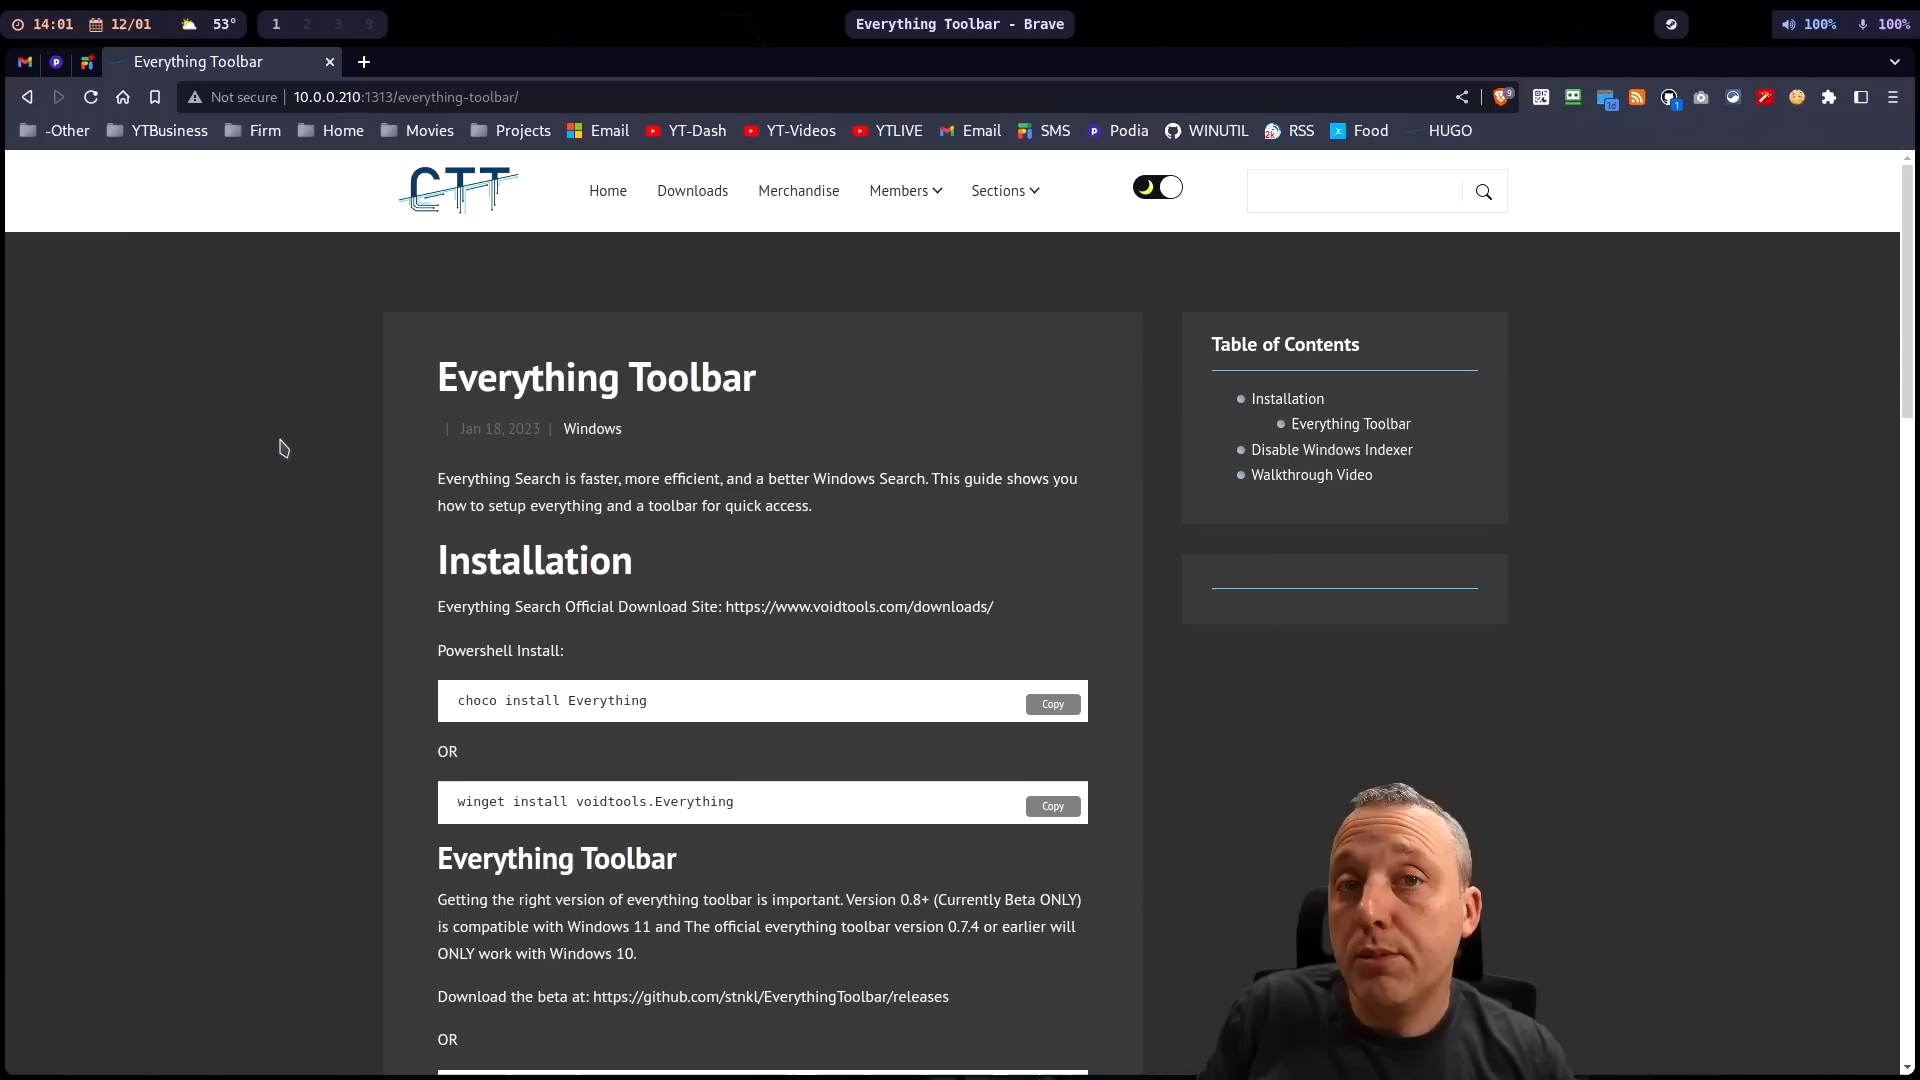 14:01 12/01 53° 1 2 3 9 Everything Toolbar - Brave 100% 100%
Everything Toolbar
Not secure 10.0.0.210:1313/everything-toolbar/ 9 1d 1
-Other YTBusiness Firm Home Movies Projects Email YT-Dash YT-Videos YTLIVE Email SMS Podia WINUTIL RSS Food HUGO
CTT Home Downloads Merchandise Members Sections
Everything Toolbar
| Jan 18, 2023 | Windows
Everything Search is faster, more efficient, and a better Windows Search. This guide shows you
how to setup everything and a toolbar for quick access.
Installation
Everything Search Official Download Site: https://www.voidtools.com/downloads/
Powershell Install:
choco install Everything Copy
OR
winget install voidtools.Everything Copy
Everything Toolbar
Getting the right version of everything toolbar is important. Version 0.8+ (Currently Beta ONLY)
is compatible with Windows 11 and The official everything toolbar version 0.7.4 or earlier will
ONLY work with Windows 10.
Download the beta at: https://github.com/stnkl/EverythingToolbar/releases
OR
Table of Contents
Installation
Everything Toolbar
Disable Windows Indexer
Walkthrough Video